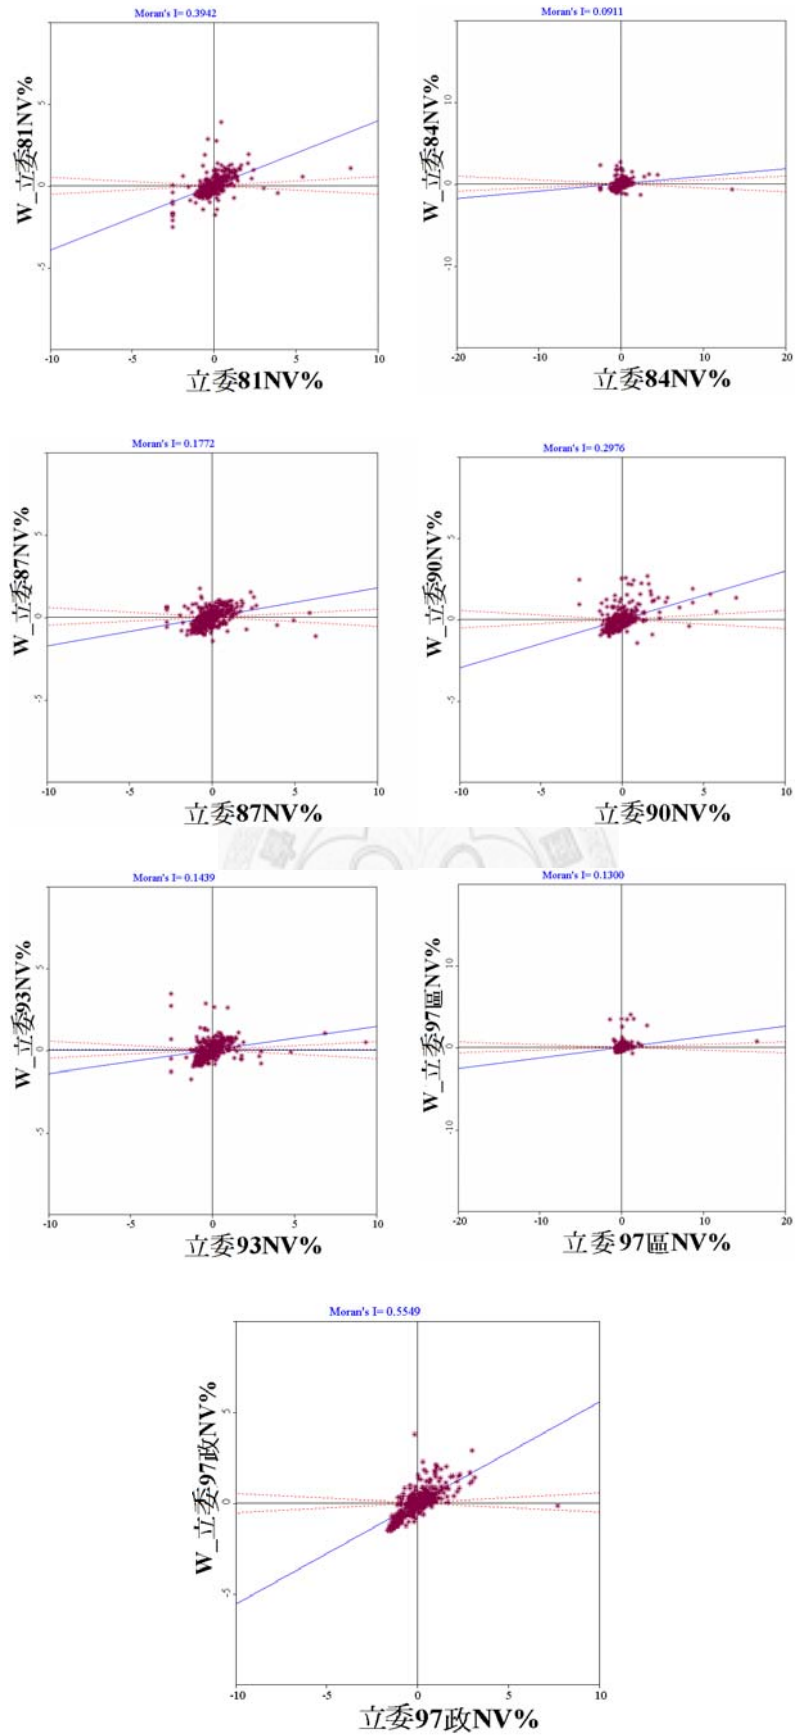 Moran's I= 0.3942
W_立委81NV%
5
0
-5
-10 -5 0 5 10
立委81NV%
Moran's I= 0.0911
W_立委84NV%
10
0
-10
-20 -10 0 10 20
立委84NV%
Moran's I= 0.1772
W_立委87NV%
5
0
-5
-10 -5 0 5 10
立委87NV%
Moran's I= 0.2976
W_立委90NV%
5
0
-5
-10 -5 0 5 10
立委90NV%
Moran's I= 0.1439
W_立委93NV%
5
0
-5
-10 -5 0 5 10
立委93NV%
Moran's I= 0.1300
W_立委97區NV%
10
0
-10
-20 -10 0 10 20
立委97區NV%
Moran's I= 0.5549
W_立委97政NV%
5
0
-5
-10 -5 0 5 10
立委97政NV%